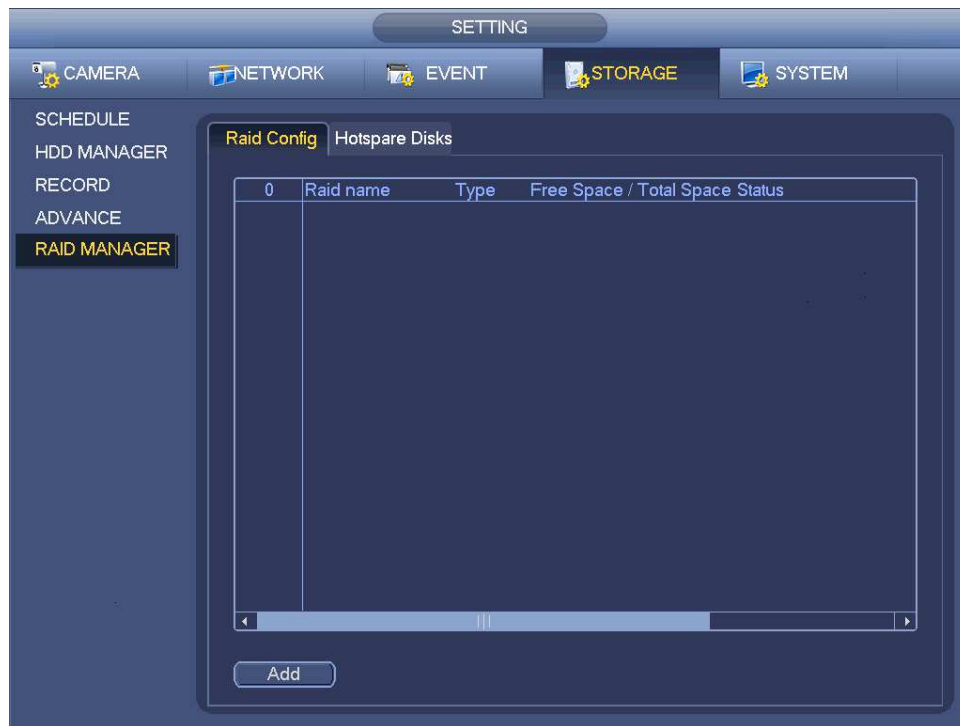 SETTING
CAMERA NETWORK EVENT STORAGE SYSTEM
SCHEDULE
HDD MANAGER
RECORD
ADVANCE
RAID MANAGER
Raid Config Hotspare Disks
0 Raid name Type Free Space / Total Space Status
Add